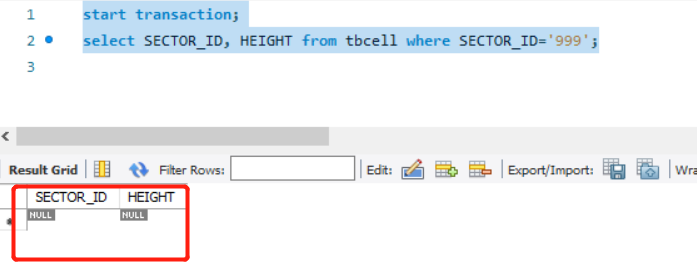 1 start transaction;
2 select SECTOR_ID, HEIGHT from tbcell where SECTOR_ID='999';
3
Result Grid Filter Rows: Edit: Export/Import: Wra
SECTOR_ID HEIGHT
NULL NULL